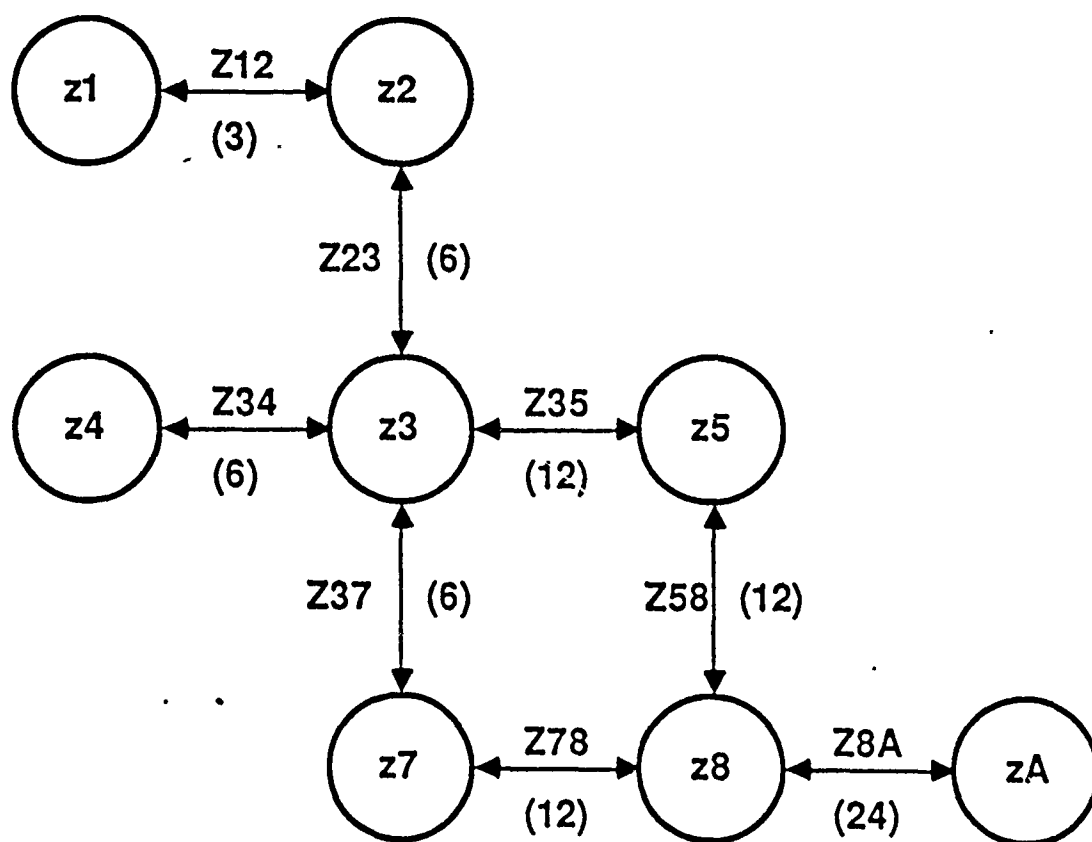 z1 Z12 z2
(3)
Z23 (6)
z4 Z34 z3 Z35 z5
(6) (12)
Z37 (6) Z58 (12)
z7 Z78 z8 Z8A zA
(12) (24)